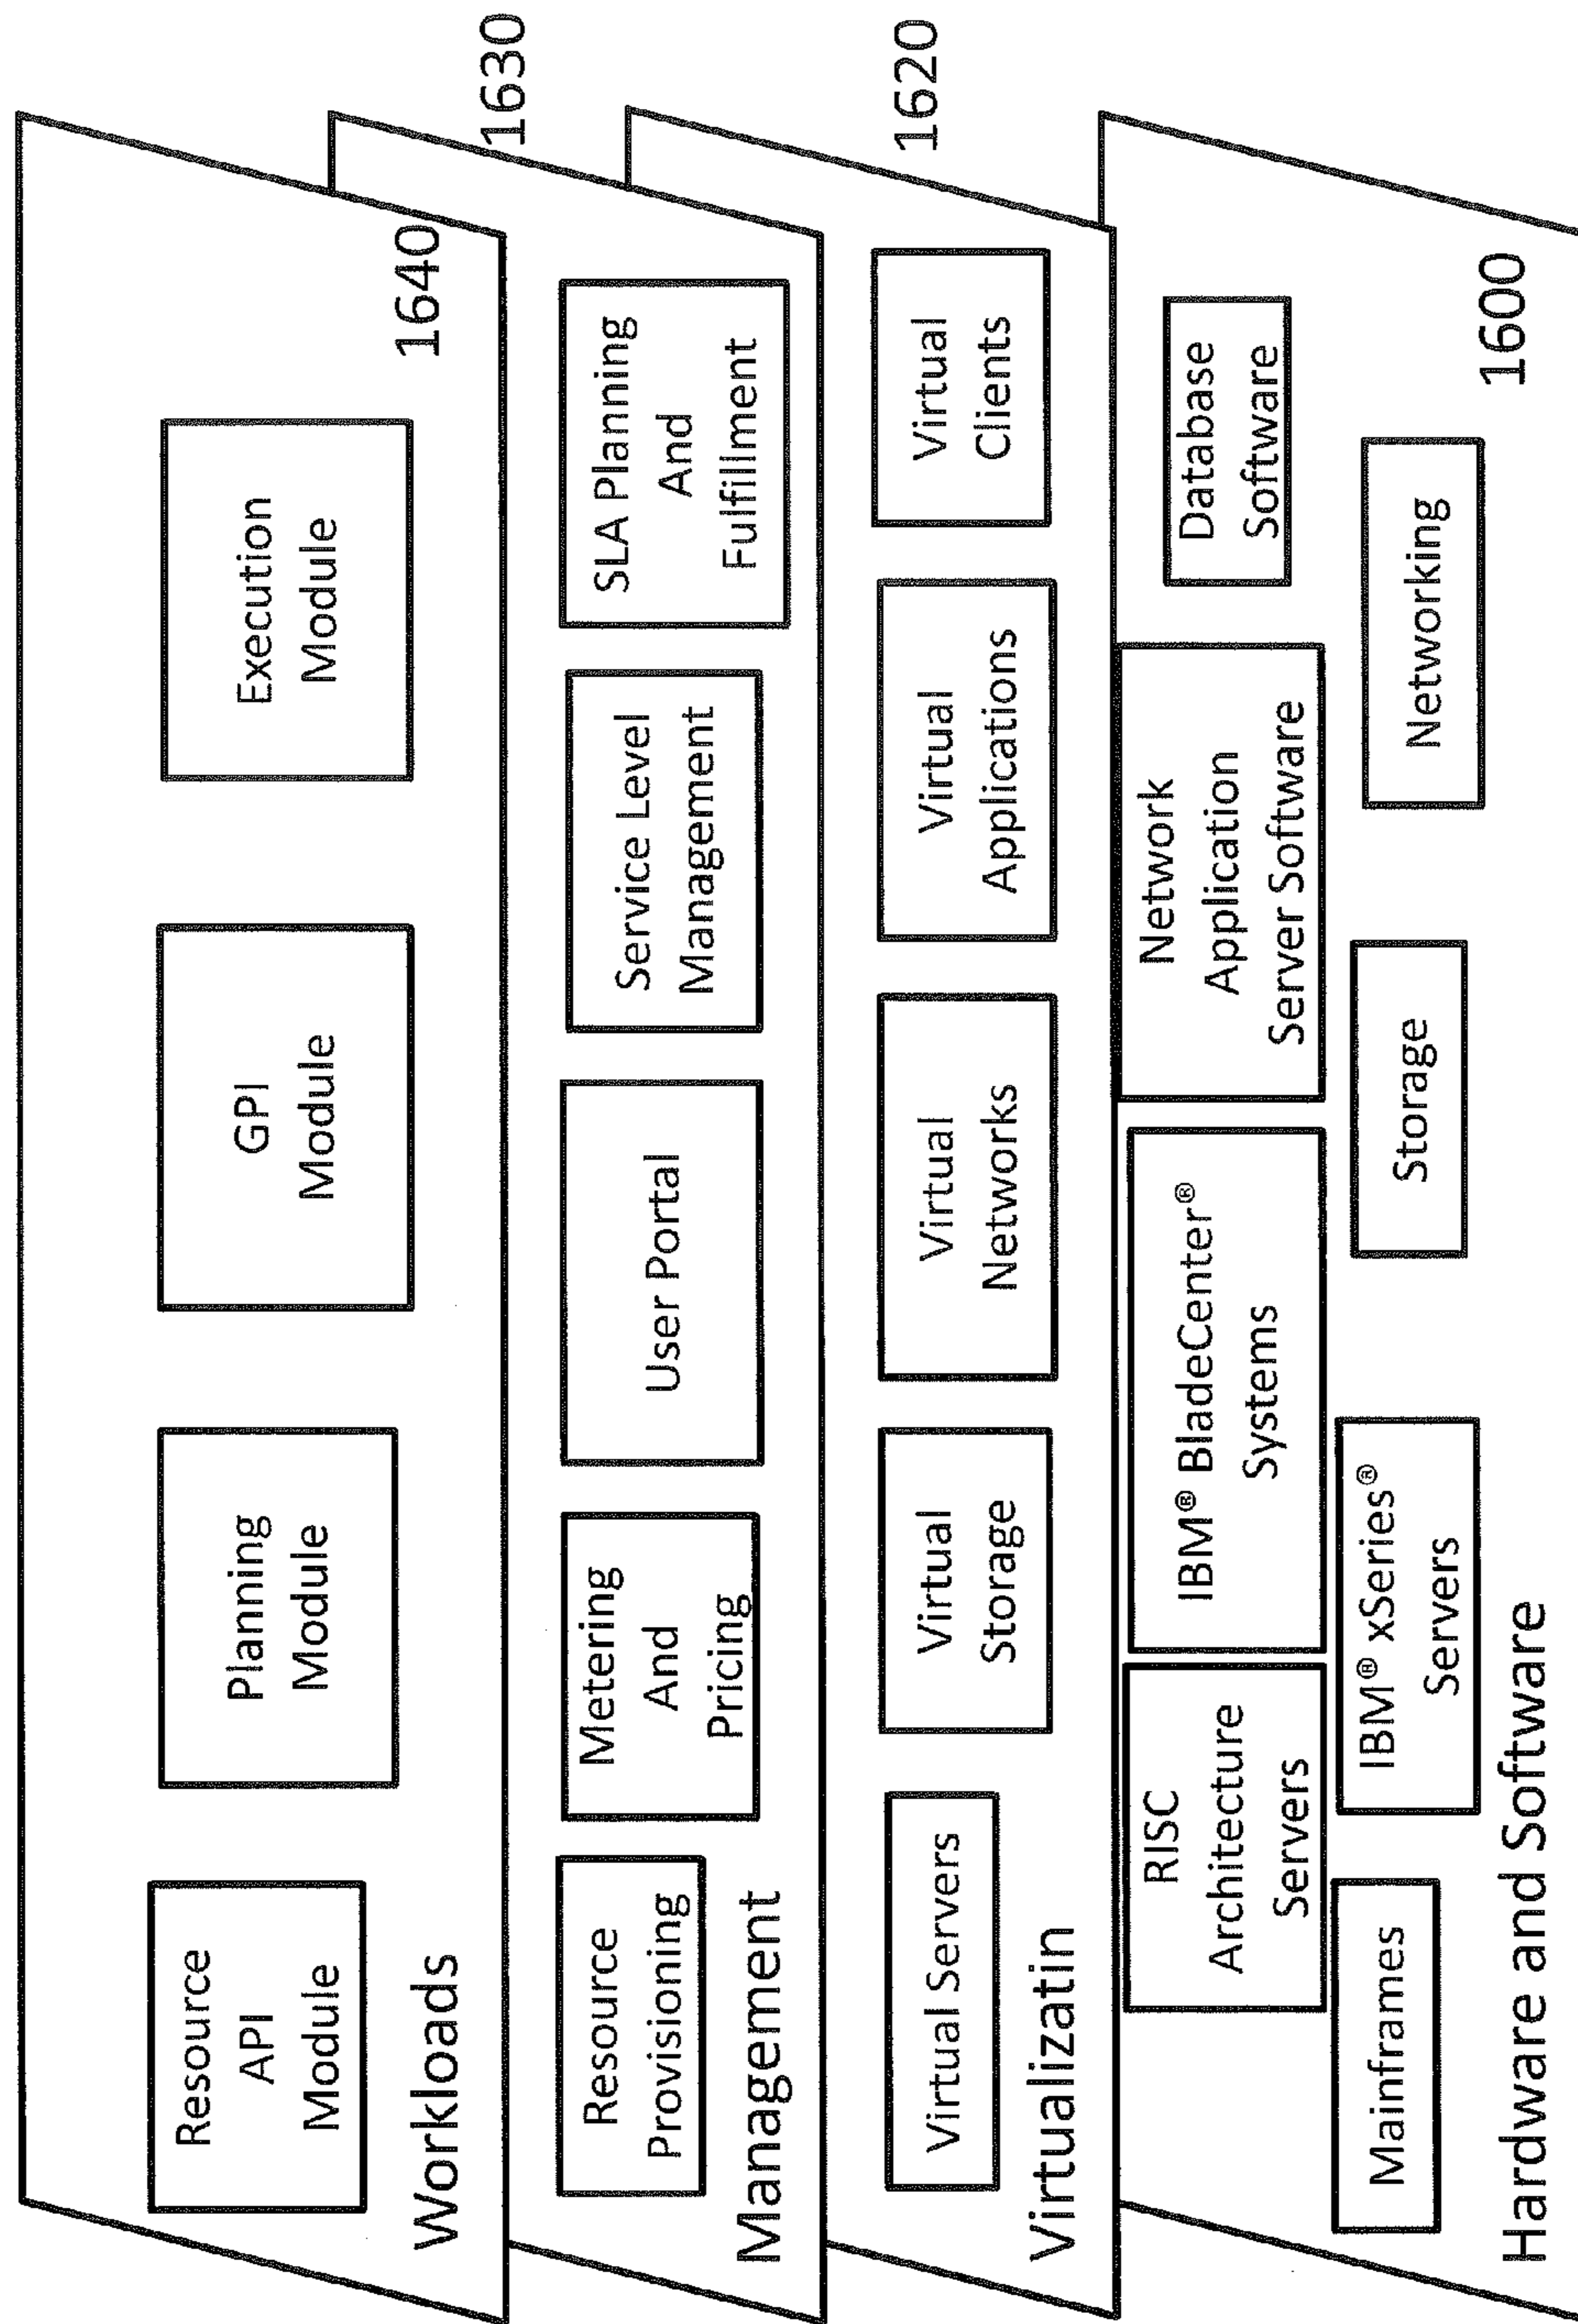 Resource
API
Module
Planning
Module
GPI
Module
Execution
Module
Workloads
1640
1630
Resource
Provisioning
Metering
And
Pricing
User Portal
Service Level
Management
SLA Planning
And
Fulfillment
Management
1620
Virtual Servers
Virtual
Storage
Virtual
Networks
Virtual
Applications
Virtual
Clients
Virtualizatin
RISC
Architecture
Servers
IBM® BladeCenter®
Systems
Network
Application
Server Software
Database
Software
Mainframes
IBM® xSeries®
Servers
Storage
Networking
Hardware and Software
1600